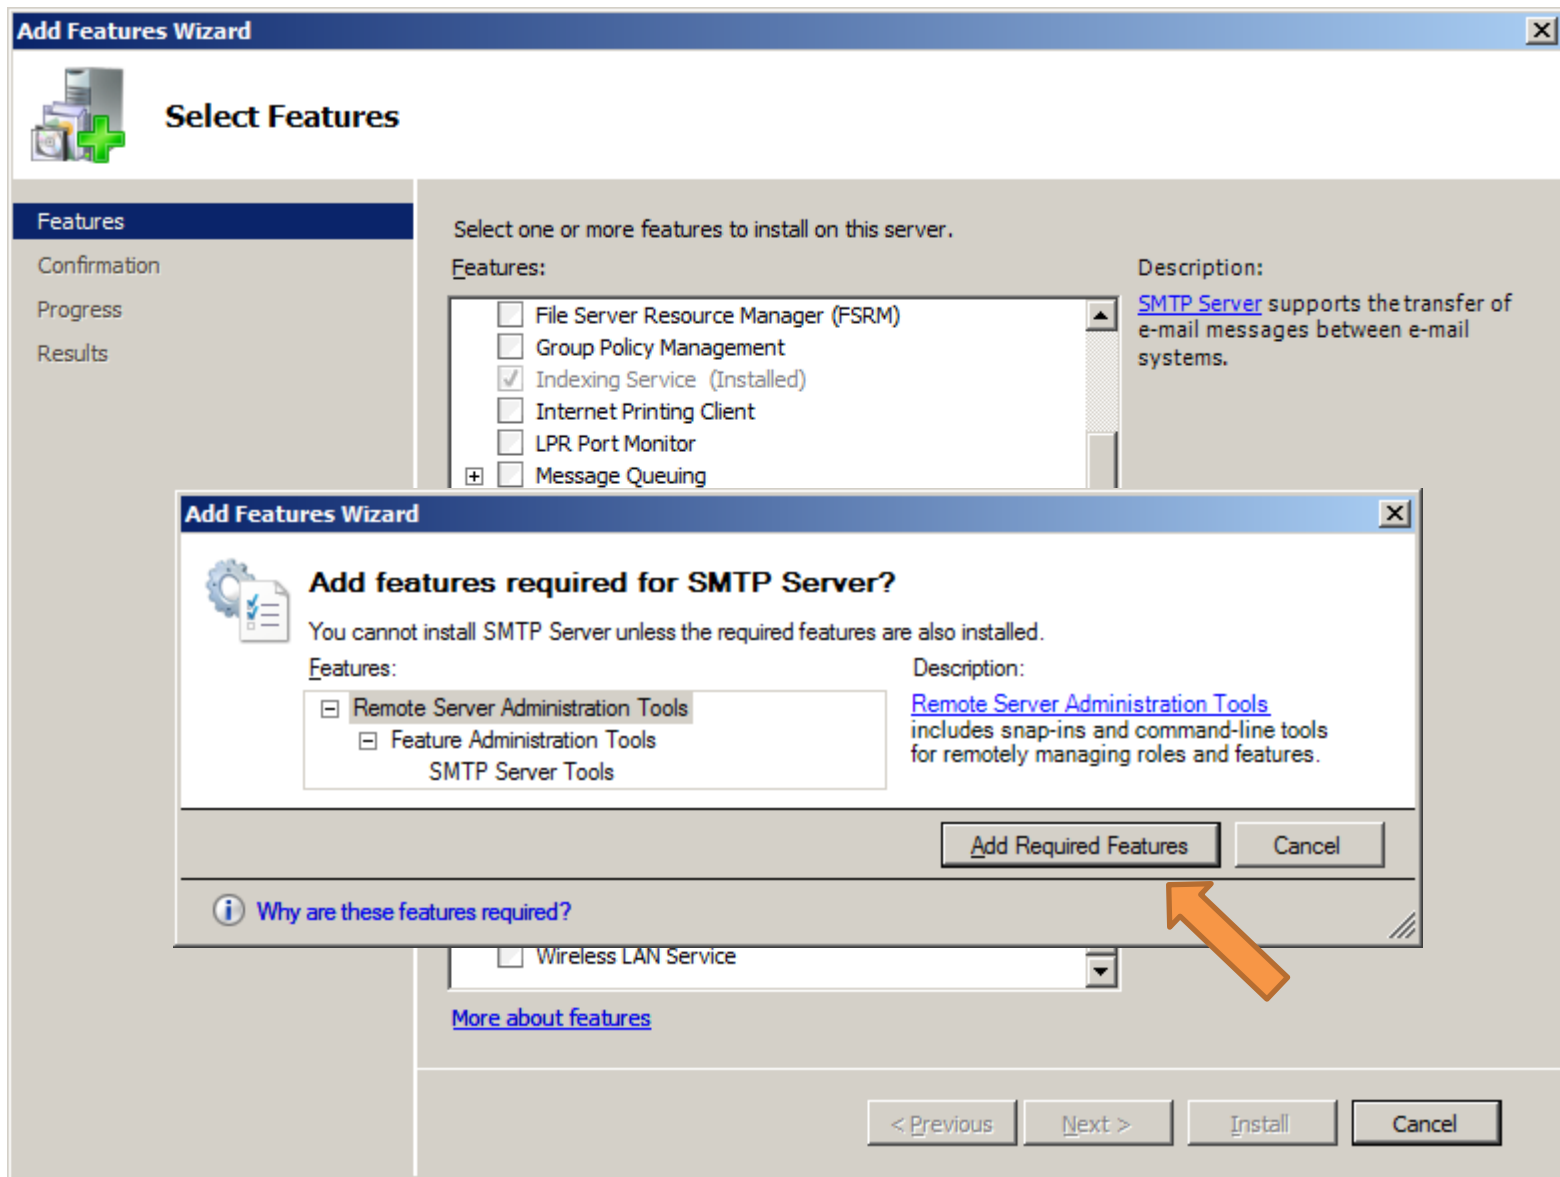 Add Features Wizard
Select Features
Features
Confirmation
Progress
Results
Select one or more features to install on this server.
Features:
File Server Resource Manager (FSRM)
Group Policy Management
Indexing Service (Installed)
Internet Printing Client
LPR Port Monitor
Message Queuing
Description:
SMTP Server supports the transfer of
e-mail messages between e-mail
systems.
Add Features Wizard
Add features required for SMTP Server?
You cannot install SMTP Server unless the required features are also installed.
Features:
Remote Server Administration Tools
Feature Administration Tools
SMTP Server Tools
Description:
Remote Server Administration Tools
includes snap-ins and command-line tools
for remotely managing roles and features.
Add Required Features
Cancel
Why are these features required?
Wireless LAN Service
More about features
< Previous
Next >
Install
Cancel